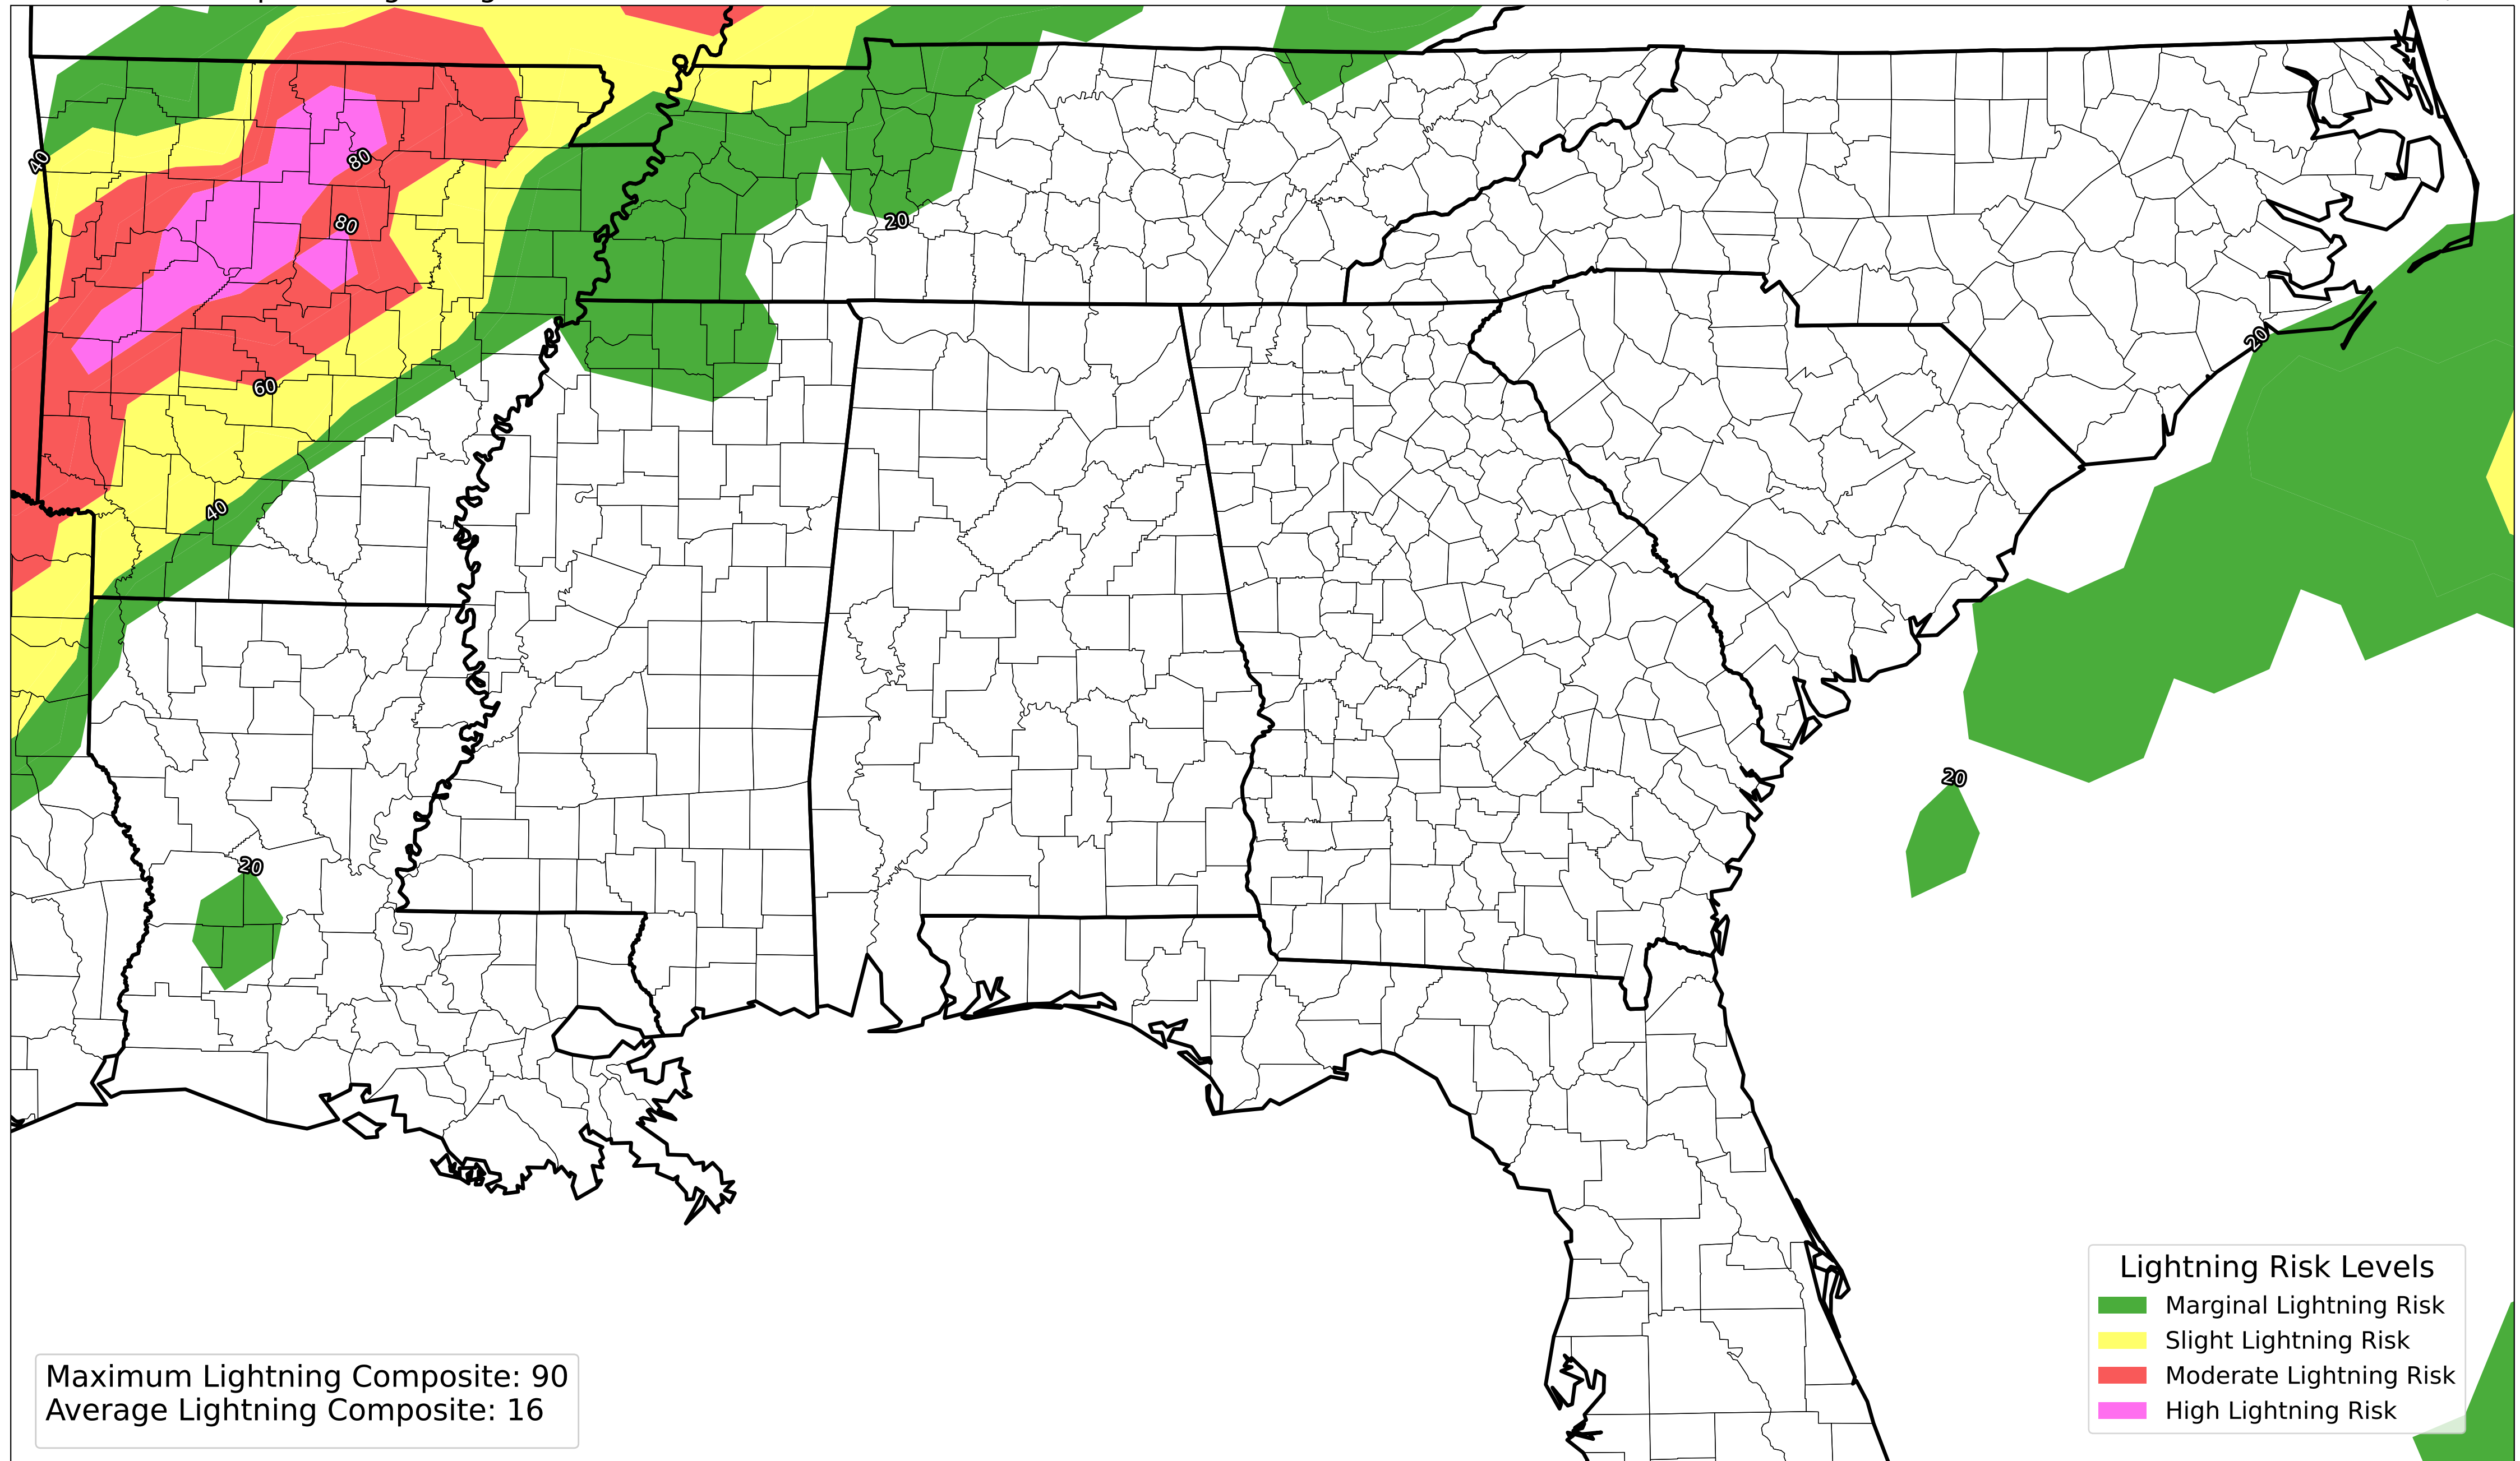 40
80
80
20
20
60
40
20
20
Lightning Risk Levels
Marginal Lightning Risk
Slight Lightning Risk
Moderate Lightning Risk
High Lightning Risk
Maximum Lightning Composite: 90
Average Lightning Composite: 16